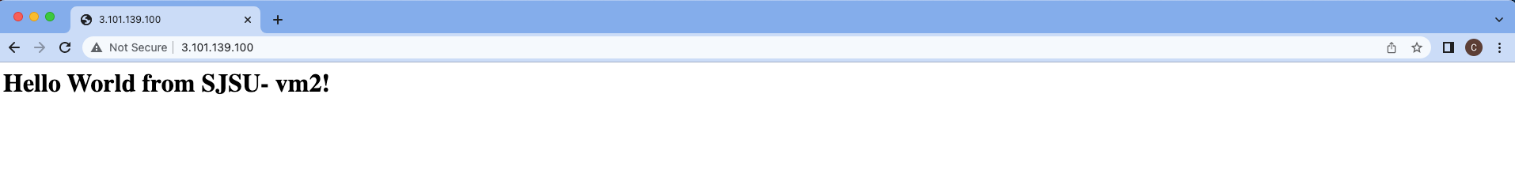 3.101.139.100
Not Secure 3.101.139.100
C
Hello World from SJSU- vm2!